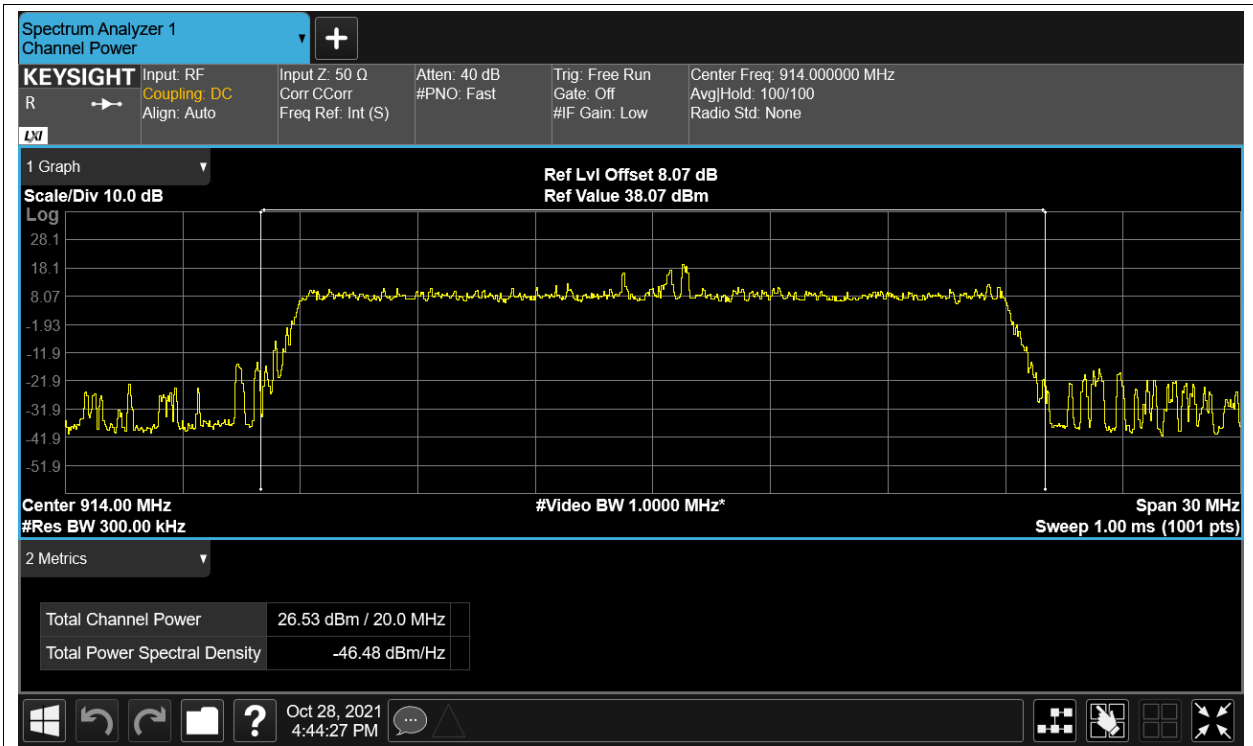 Spectrum Analyzer 1
Channel Power
▼
+
KEYSIGHT
R
LXI
Input: RF
Coupling: DC
Align: Auto
Input Z: 50 Ω
Corr CCorr
Freq Ref: Int (S)
Atten: 40 dB
#PNO: Fast
Trig: Free Run
Gate: Off
#IF Gain: Low
Center Freq: 914.000000 MHz
Avg|Hold: 100/100
Radio Std: None
1 Graph ▼
Scale/Div 10.0 dB
Ref Lvl Offset 8.07 dB
Ref Value 38.07 dBm
Log
28.1
18.1
8.07
-1.93
-11.9
-21.9
-31.9
-41.9
-51.9
Center 914.00 MHz
#Res BW 300.00 kHz
#Video BW 1.0000 MHz*
Span 30 MHz
Sweep 1.00 ms (1001 pts)
2 Metrics ▼
Total Channel Power 26.53 dBm / 20.0 MHz
Total Power Spectral Density -46.48 dBm/Hz
?
Oct 28, 2021
4:44:27 PM